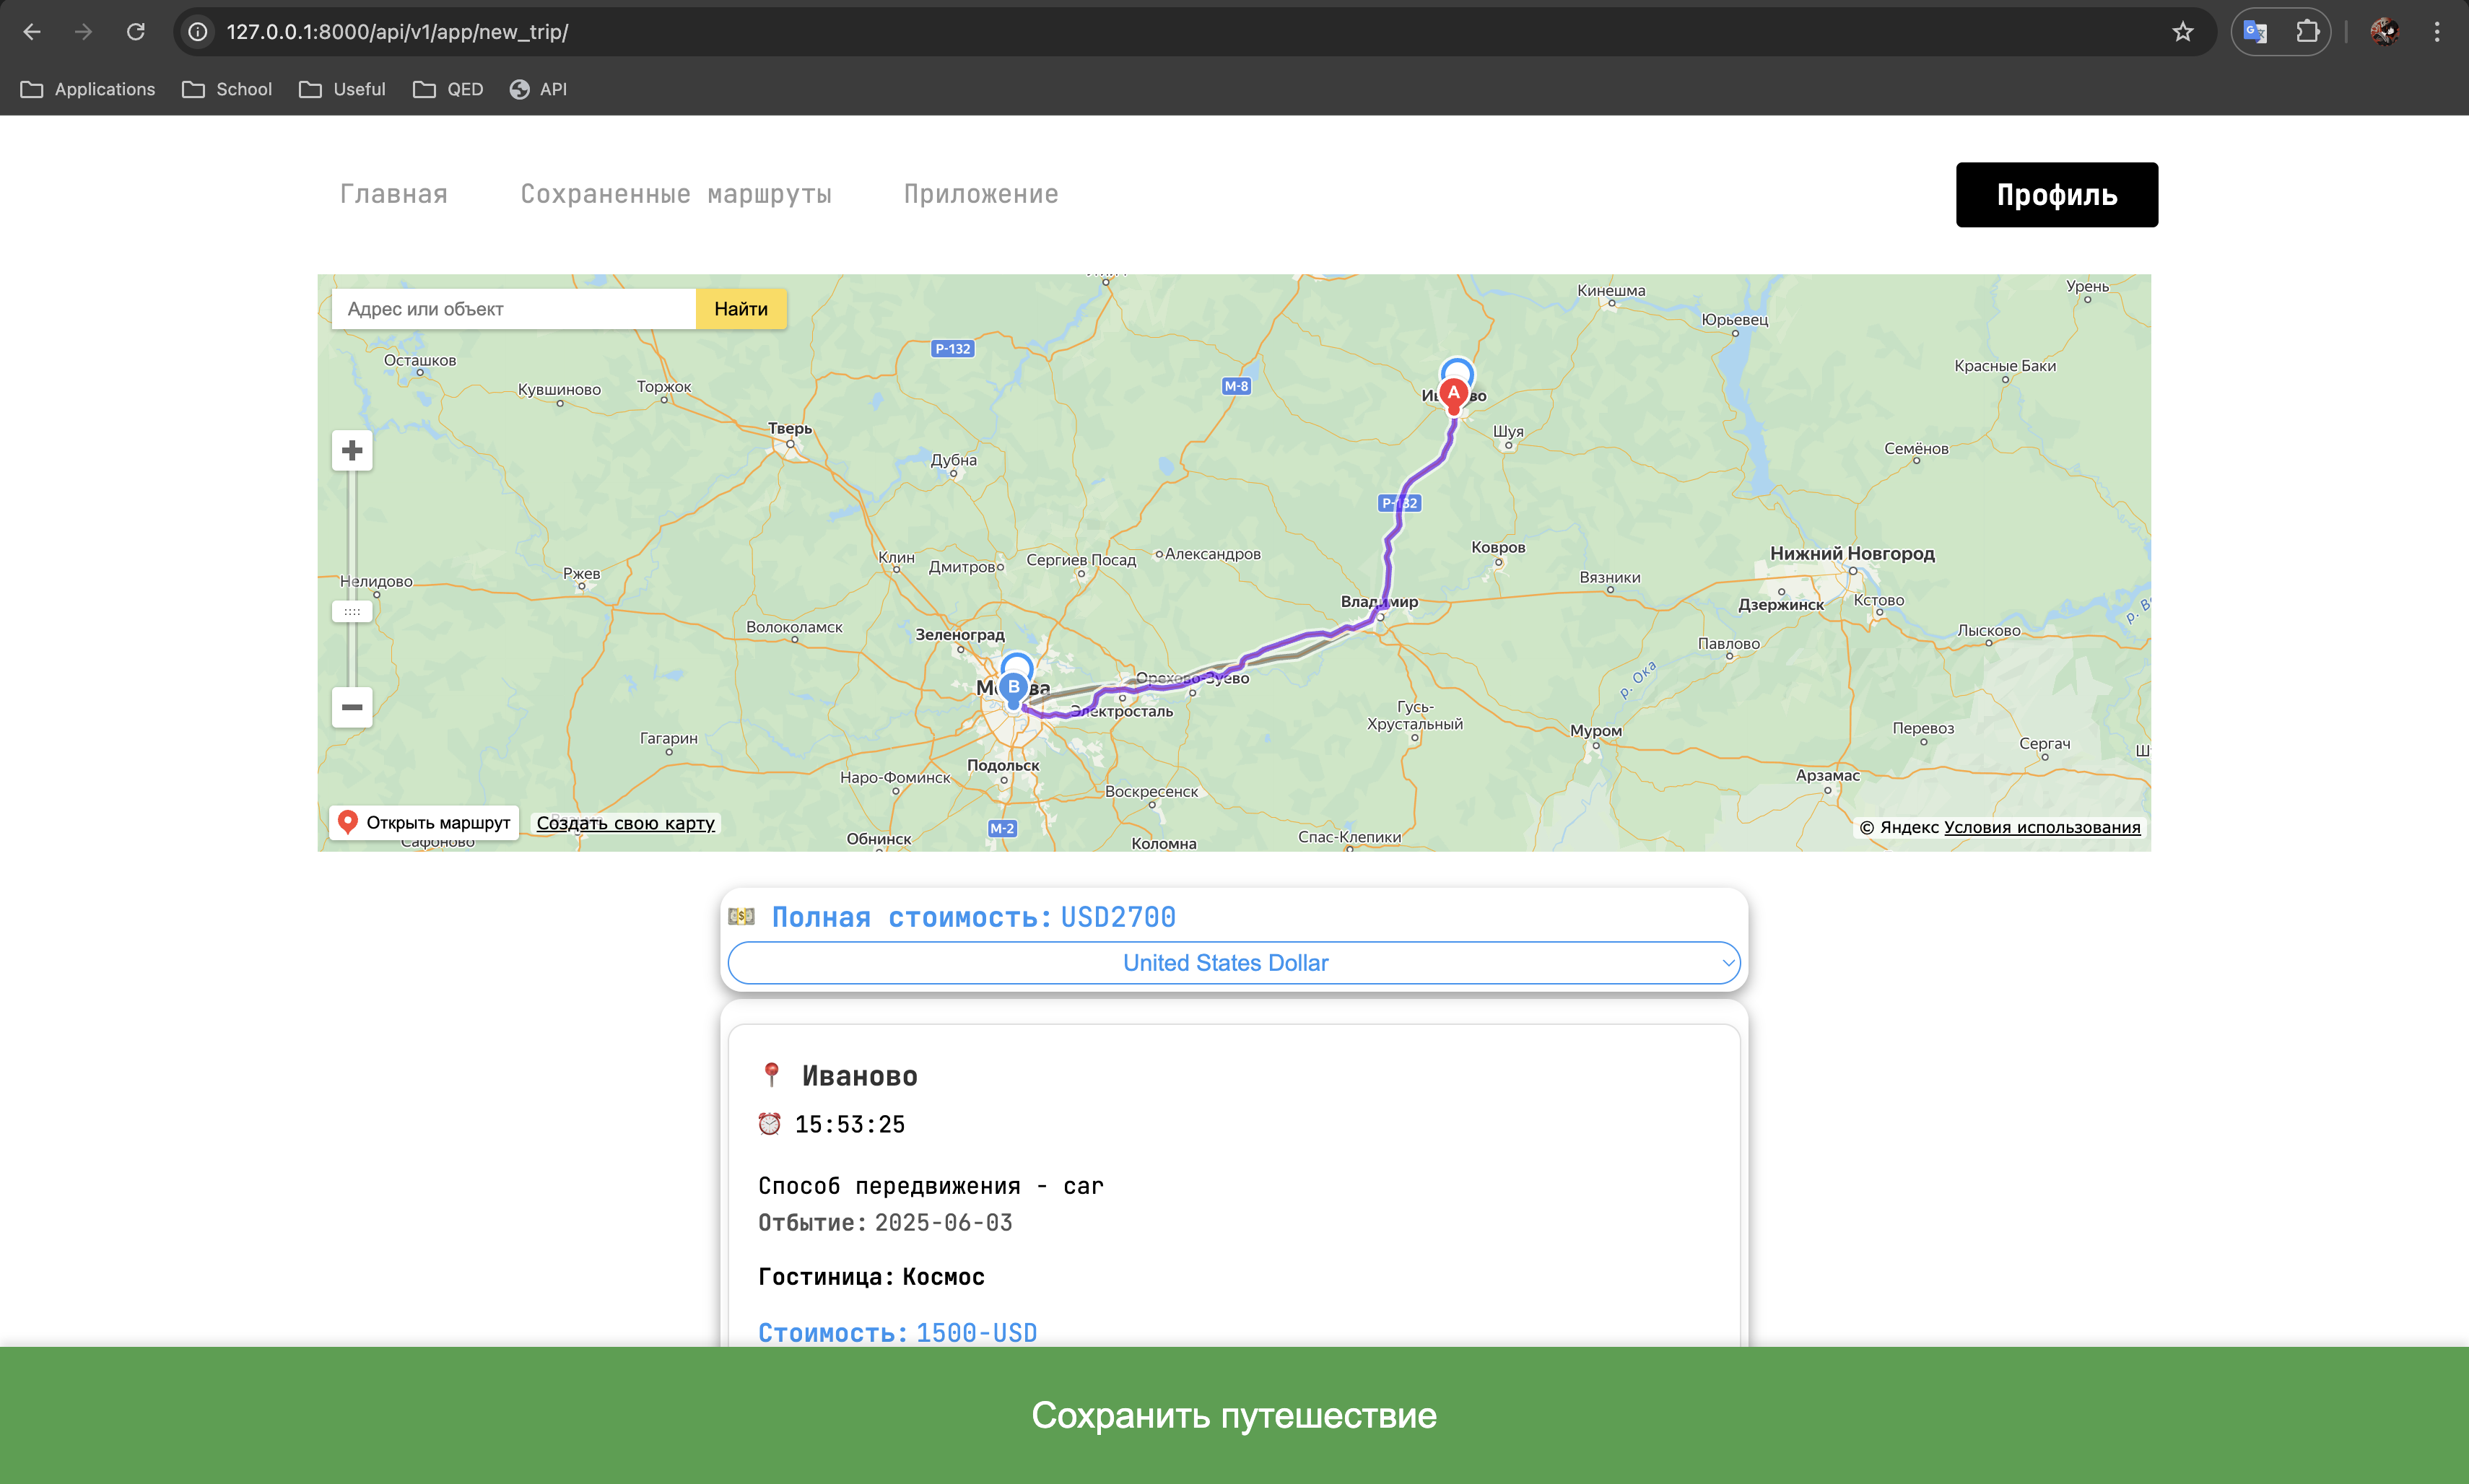 127.0.0.1:8000/api/v1/app/new_trip/
Applications School Useful QED API
Главная Сохраненные маршруты Приложение Профиль
Адрес или объект Найти
Кинешма
Урень
Юрьевец
Р-132
Осташков
Красные Баки
М-8
Кувшиново
Торжок
A
Тверь
Шуя
Семёнов
Дубна
Ковров
Нижний Новгород
Александров
Клин
Сергиев Посад
Дмитров
Ржев
Вязники
Нелидово
Владимир
Дзержинск
Кстово
Волоколамск
Зеленоград
Лысково
Павлово
Орехово-Зуево
р. Ока
B
Электросталь
Гусь-
Хрустальный
Муром
Перевоз
Гагарин
Сергач
Подольск
Наро-Фоминск
Арзамас
Воскресенск
Открыть маршрут
Создать свою карту
М-2
© Яндекс Условия использования
Обнинск
Спас-Клепики
Коломна
Сафоново
Полная стоимость: USD2700
United States Dollar
Иваново
15:53:25
Способ передвижения - car
Отбытие: 2025-06-03
Гостиница: Космос
Стоимость: 1500-USD
Сохранить путешествие